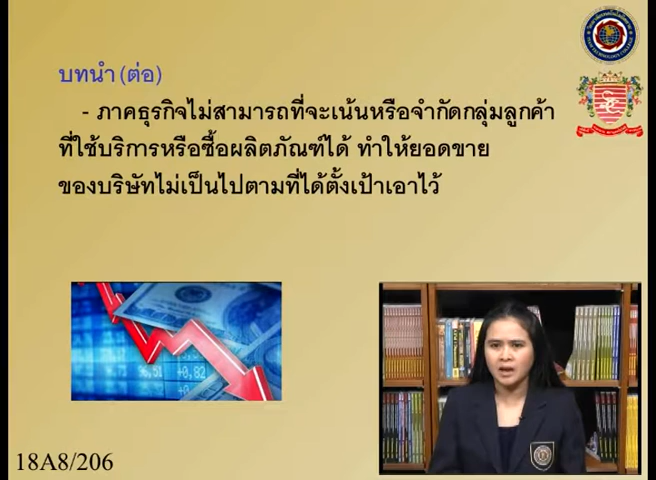 บทนำ (ต่อ)
- ภาคธุรกิจไม่สามารถที่จะเน้นหรือจำกัดกลุ่มลูกค้า
ที่ใช้บริการหรือซื้อผลิตภัณฑ์ได้ ทำให้ยอดขาย
ของบริษัทไม่เป็นไปตามที่ได้ตั้งเป้าเอาไว้
+0,82
18A8/206